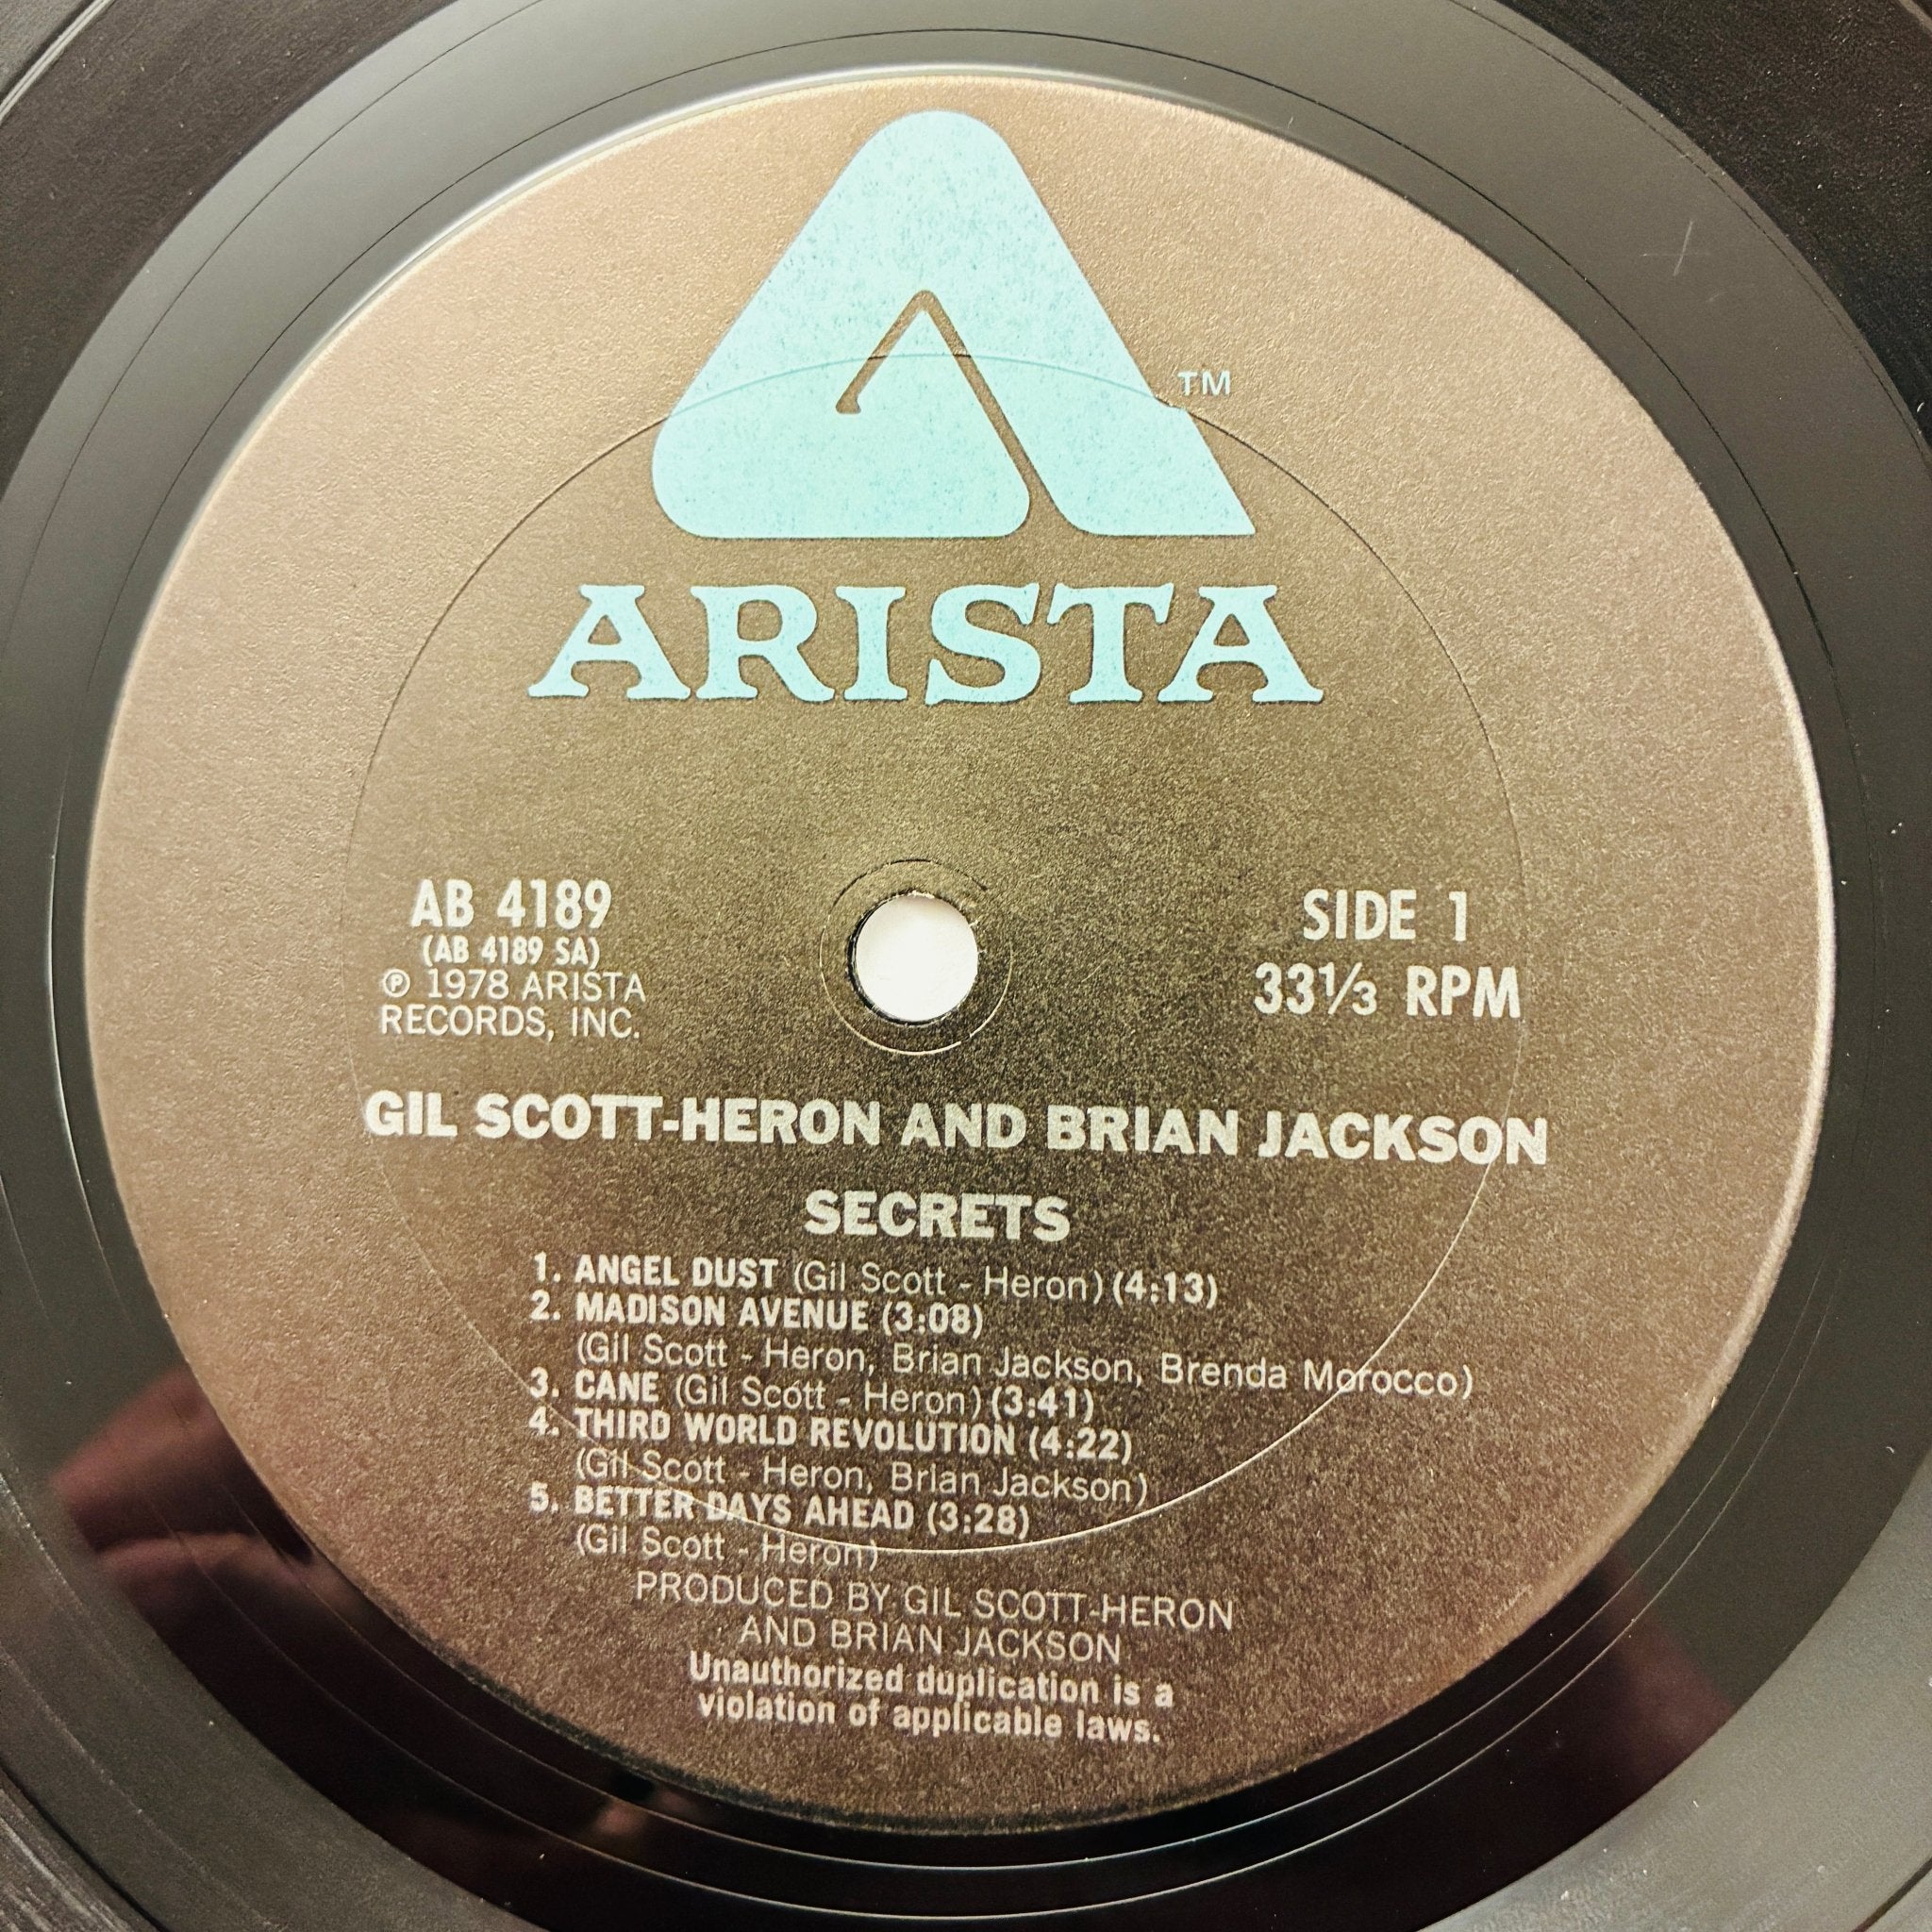 TM
ARISTA
AB 4189
(AB 4189 SA)
℗ 1978 ARISTA
RECORDS, INC.
SIDE 1
33⅓ RPM
GIL SCOTT-HERON AND BRIAN JACKSON
SECRETS
1. ANGEL DUST (Gil Scott - Heron) (4:13)
2. MADISON AVENUE (3:08)
(Gil Scott - Heron, Brian Jackson, Brenda Morocco)
3. CANE (Gil Scott - Heron) (3:41)
4. THIRD WORLD REVOLUTION (4:22)
(Gil Scott - Heron, Brian Jackson)
5. BETTER DAYS AHEAD (3:28)
(Gil Scott - Heron)
PRODUCED BY GIL SCOTT-HERON
AND BRIAN JACKSON
Unauthorized duplication is a
violation of applicable laws.